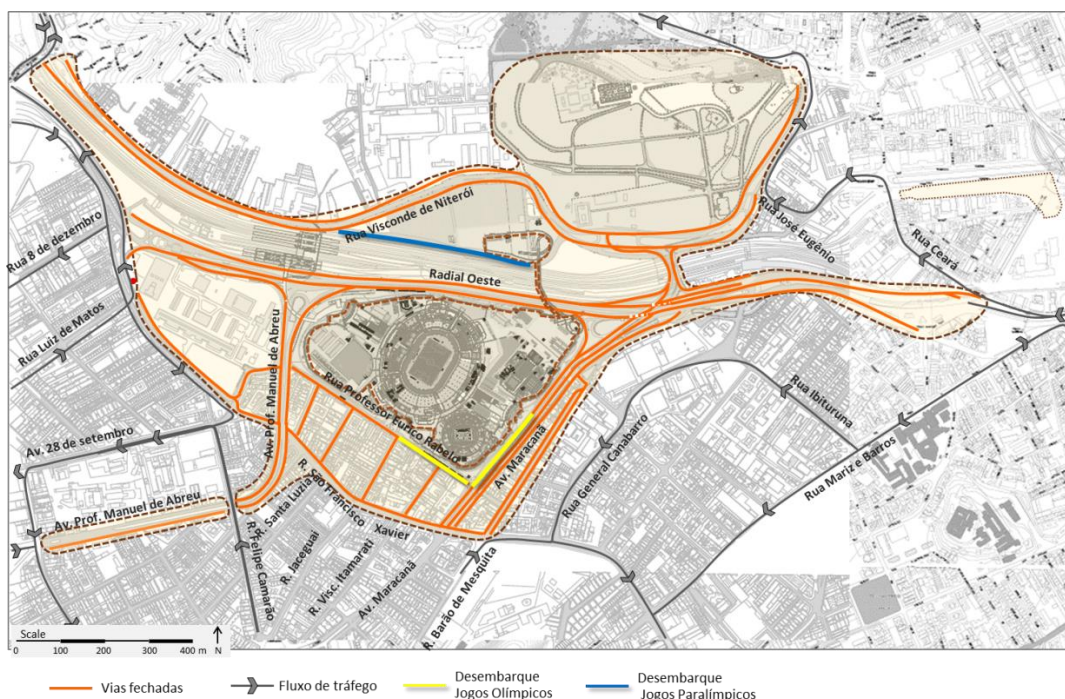 Rua Visconde de Niterói
Rua 8 de dezembro
Rua José Eugênio
Rua Ceará
Radial Oeste
Rua Luiz de Matos
Av. Prof. Manuel de Abreu
Rua Professor Eurico Rabelo
Rua Ibituruna
Av. Maracanã
Rua General Canabarro
Rua Mariz e Barros
Av. 28 de setembro
R. São Francisco
Xavier
R. Santa Luzia
Av. Prof. Manuel de Abreu
R. Felipe Camarão
R. Jaceguai
R. Visc. Itamarati
Av. Maracanã
R. Barão de Mesquita
Scale
0 100 200 400 m N
Vias fechadas
Fluxo de tráfego
Desembarque
Jogos Olímpicos
Desembarque
Jogos Paralímpicos